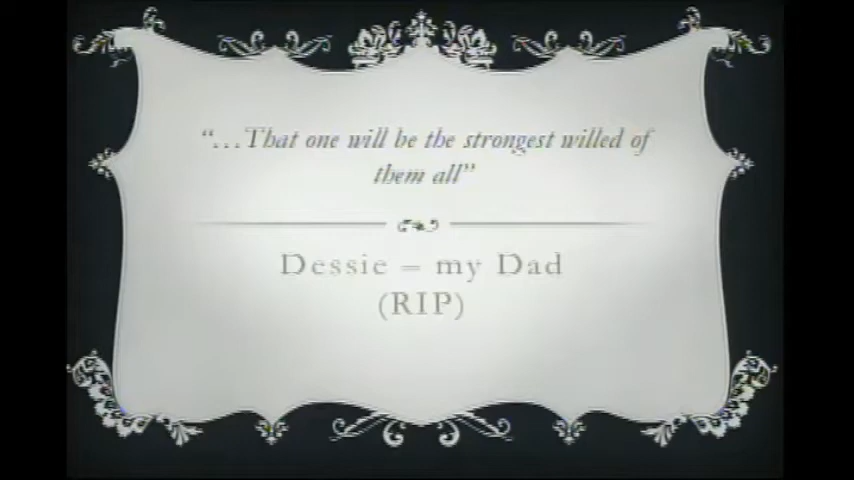 “...That one will be the strongest willed of
them all”
Dessie – my Dad
(RIP)